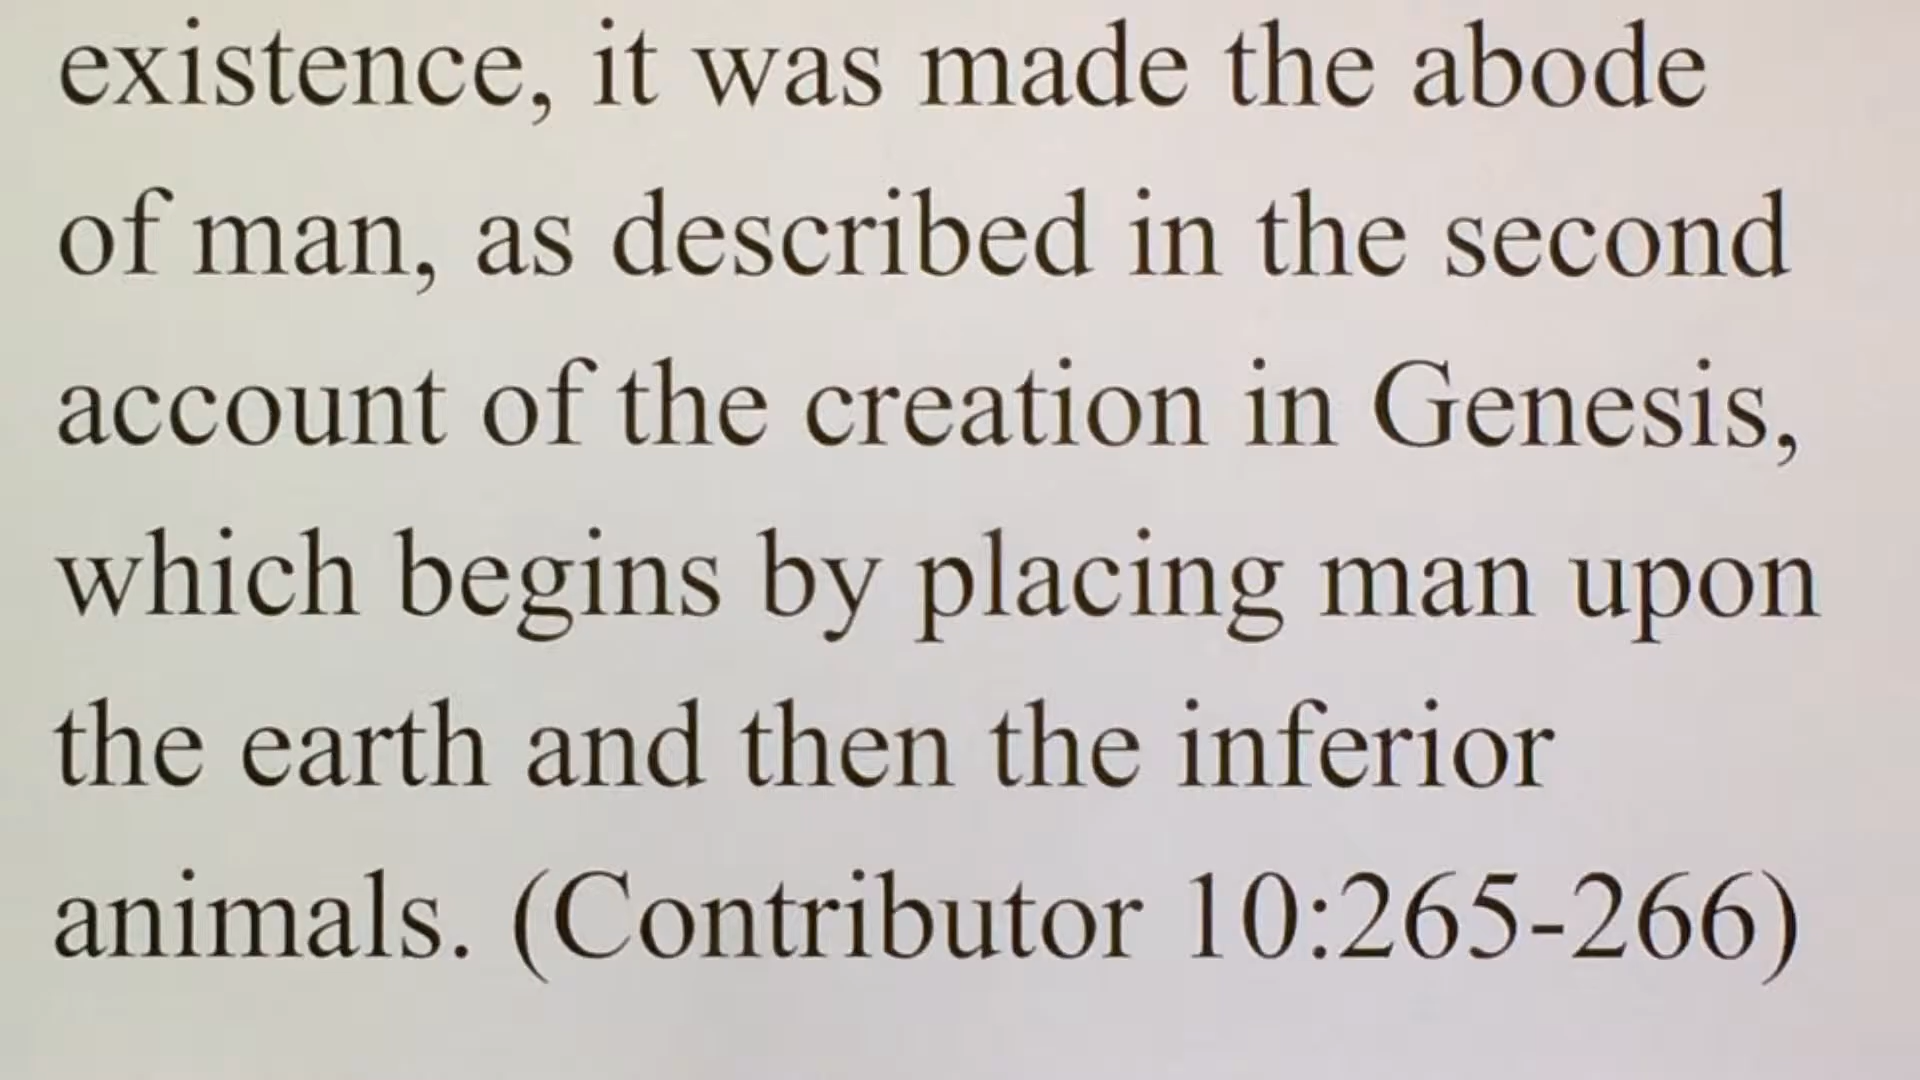 existence, it was made the abode
of man, as described in the second
account of the creation in Genesis,
which begins by placing man upon
the earth and then the inferior
animals. (Contributor 10:265-266)